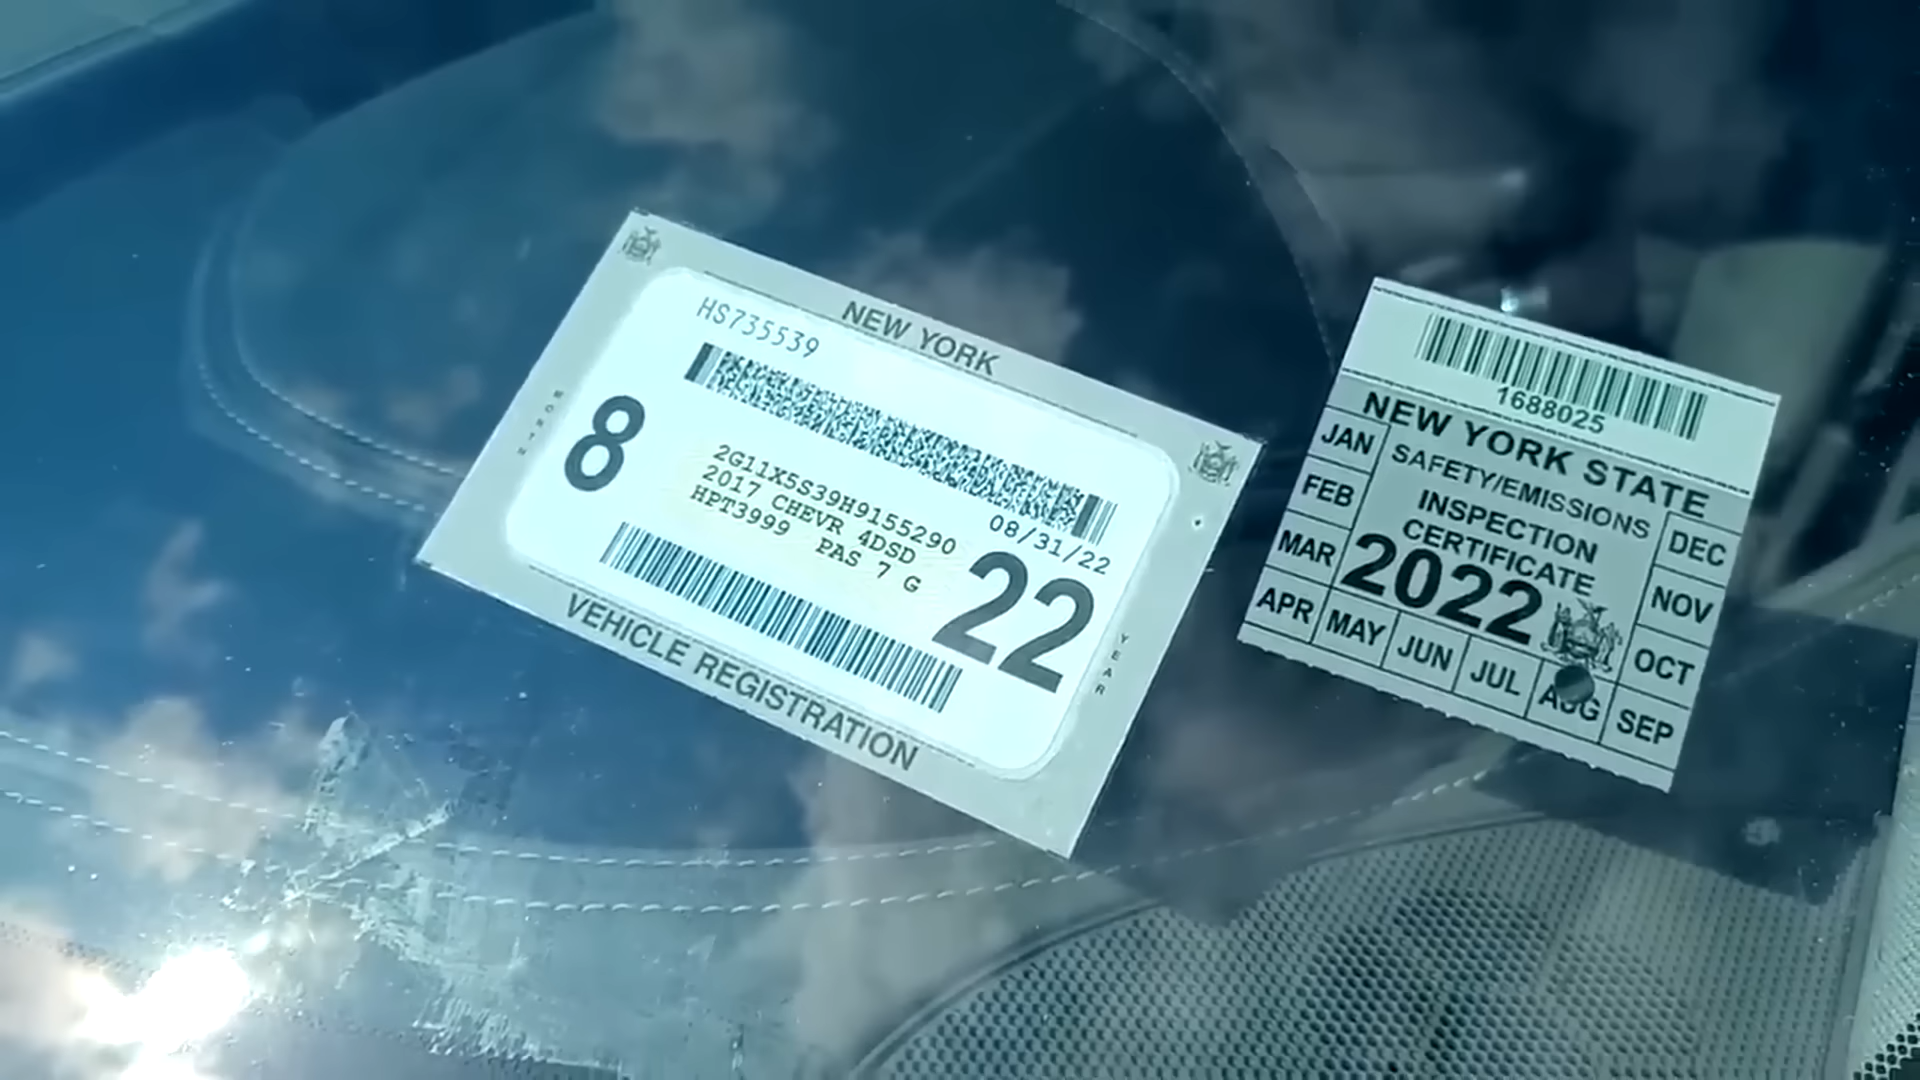 HS735539
NEW YORK
MONTH
8
2G11X5S39H9155290
2017 CHEVR 4DSD
HPT3999 PAS 7 G
08/31/22
22
YEAR
VEHICLE REGISTRATION
1688025
NEW YORK STATE
SAFETY/EMISSIONS
INSPECTION
CERTIFICATE
2022
JAN
FEB
MAR
APR
MAY
JUN
JUL
AUG
SEP
OCT
NOV
DEC